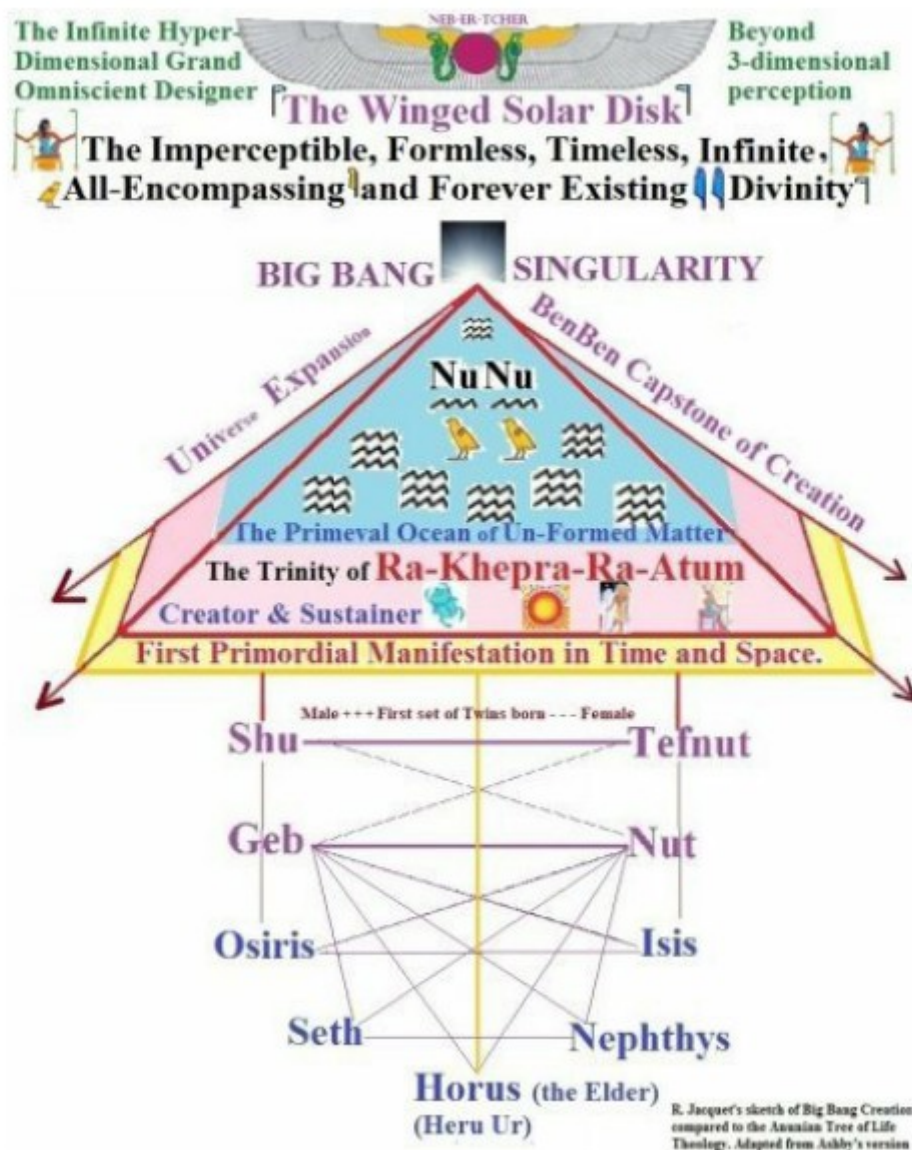 NEB-ER-TCHER
The Infinite Hyper-
Dimensional Grand
Omniscient Designer
Beyond
3-dimensional
perception
The Winged Solar Disk
The Imperceptible, Formless, Timeless, Infinite,
All-Encompassing and Forever Existing Divinity
BIG BANG SINGULARITY
Universe Expansion
BenBen Capstone of Creation
Nu Nu
The Primeval Ocean of Un-Formed Matter
The Trinity of Ra-Khepra-Ra-Atum
Creator & Sustainer
First Primordial Manifestation in Time and Space.
Male +++ First set of Twins born --- Female
Shu Tefnut
Geb Nut
Osiris Isis
Seth Nephthys
Horus (the Elder)
(Heru Ur)
R. Jacquet's sketch of Big Bang Creation
compared to the Anunian Tree of Life
Theology. Adapted from Ashby's version